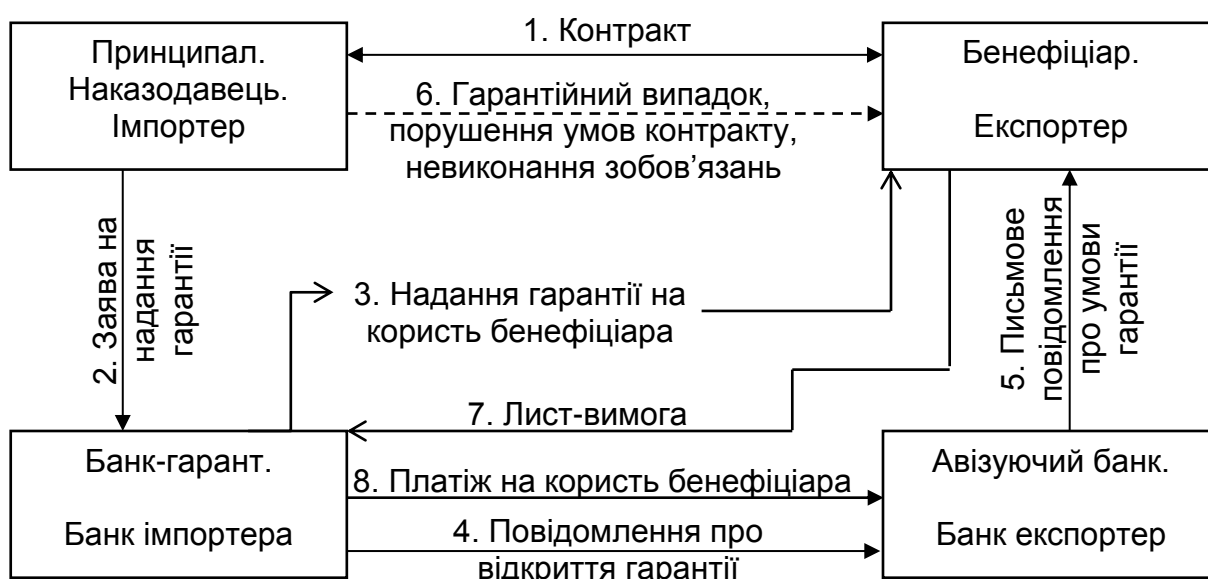 1. Контракт
Принципал.
Наказодавець.
Імпортер
Бенефіціар.
Експортер
6. Гарантійний випадок,
порушення умов контракту,
невиконання зобов’язань
2. Заява на
надання
гарантії
3. Надання гарантії на
користь бенефіціара
5. Письмове
повідомлення
про умови
гарантії
7. Лист-вимога
Банк-гарант.
Банк імпортера
8. Платіж на користь бенефіціара
4. Повідомлення про
відкриття гарантії
Авізуючий банк.
Банк експортер